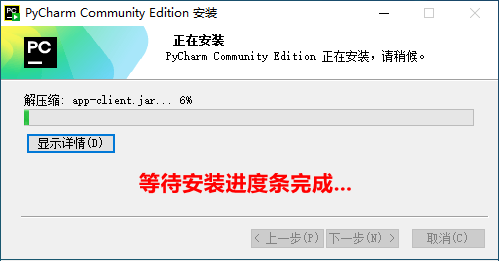 PyCharm Community Edition 安装
PC
正在安装
PyCharm Community Edition 正在安装,请稍候。
解压缩: app-client.jar... 6%
显示详情(D)
等待安装进度条完成...
< 上一步(P) 下一步(N) > 取消(C)